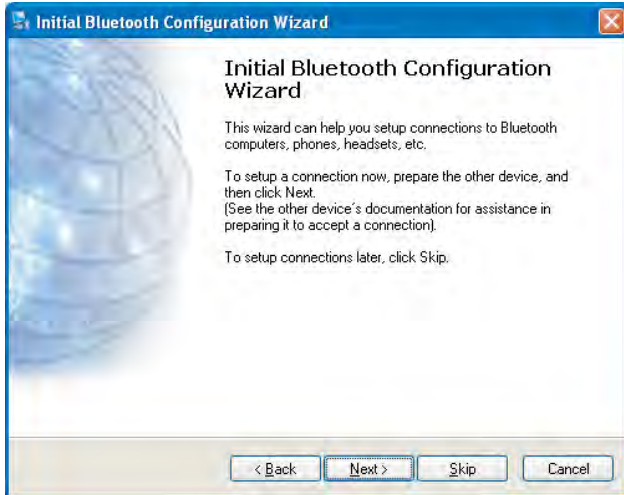 Initial Bluetooth Configuration Wizard
Initial Bluetooth Configuration
Wizard
This wizard can help you setup connections to Bluetooth
computers, phones, headsets, etc.
To setup a connection now, prepare the other device, and
then click Next.
(See the other device´s documentation for assistance in
preparing it to accept a connection).
To setup connections later, click Skip.
< Back Next > Skip Cancel